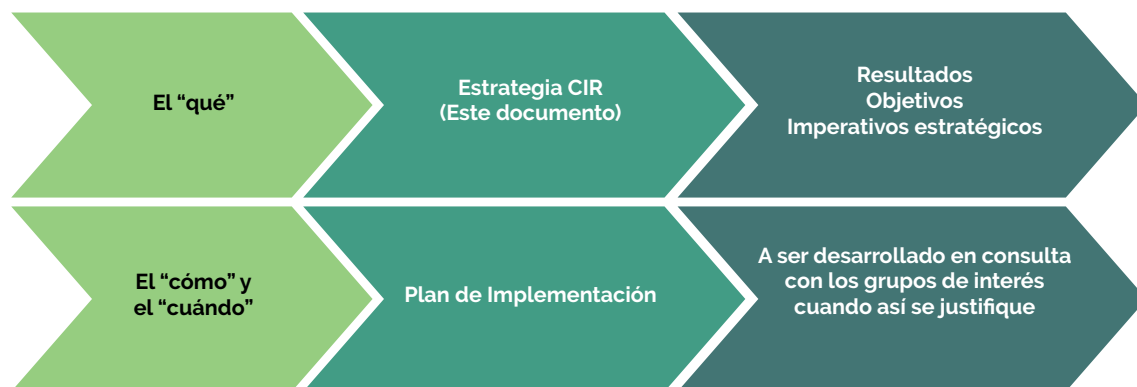 El “qué”
Estrategia CIR
(Este documento)
Resultados
Objetivos
Imperativos estratégicos
El “cómo” y
el “cuándo”
Plan de Implementación
A ser desarrollado en consulta
con los grupos de interés
cuando así se justifique